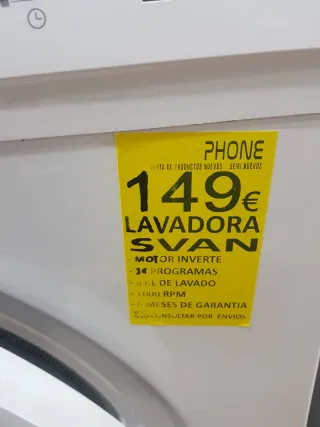 PHONE
VENTA DE PRODUCTOS NUEVOS SEMI NUEVOS
149€
LAVADORA
SVAN
- MOTOR INVERTE
- 14 PROGRAMAS
DE LAVADO
- 1000 RPM
- 6 MESES DE GARANTIA
CONSULTAR POR ENVIOS